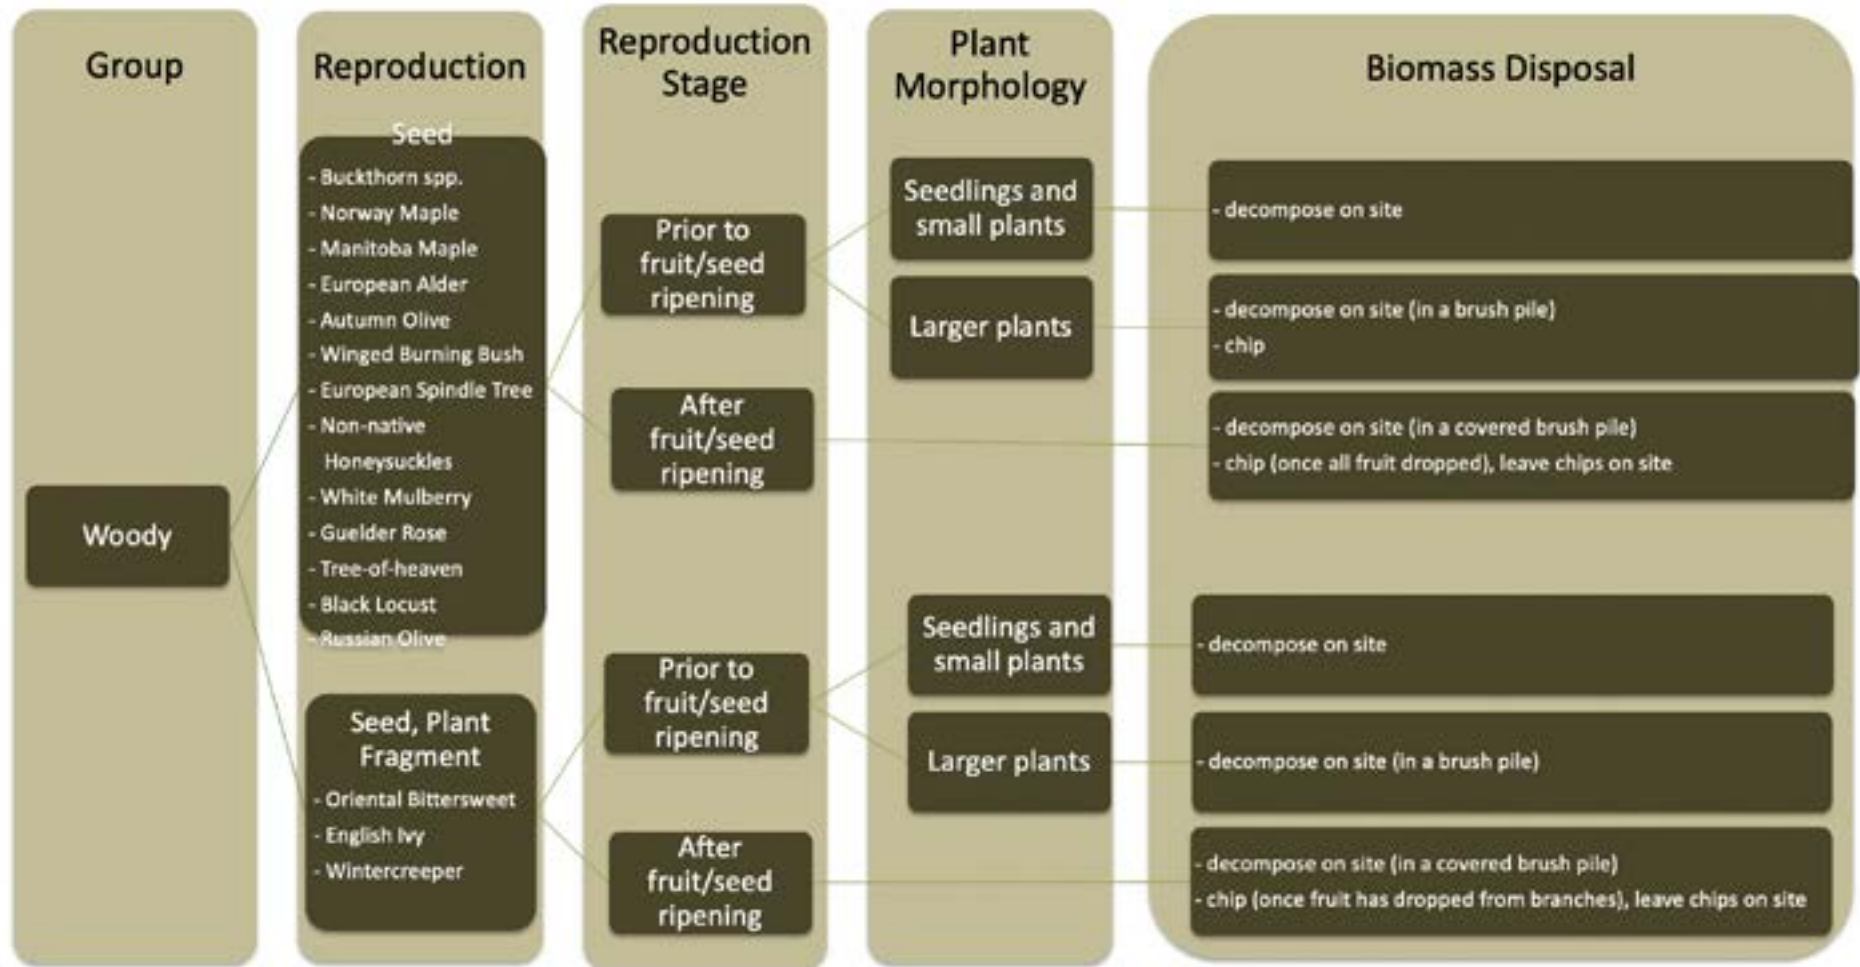 Group
Reproduction
Reproduction
Stage
Plant
Morphology
Biomass Disposal
Woody
Seed
- Buckthorn spp.
- Norway Maple
- Manitoba Maple
- European Alder
- Autumn Olive
- Winged Burning Bush
- European Spindle Tree
- Non-native
Honeysuckles
- White Mulberry
- Guelder Rose
- Tree-of-heaven
- Black Locust
- Russian Olive
Prior to
fruit/seed
ripening
Seedlings and
small plants
- decompose on site
Larger plants
- decompose on site (in a brush pile)
- chip
After
fruit/seed
ripening
- decompose on site (in a covered brush pile)
- chip (once all fruit dropped), leave chips on site
Seed, Plant
Fragment
- Oriental Bittersweet
- English Ivy
- Wintercreeper
Prior to
fruit/seed
ripening
Seedlings and
small plants
- decompose on site
Larger plants
- decompose on site (in a brush pile)
After
fruit/seed
ripening
- decompose on site (in a covered brush pile)
- chip (once fruit has dropped from branches), leave chips on site